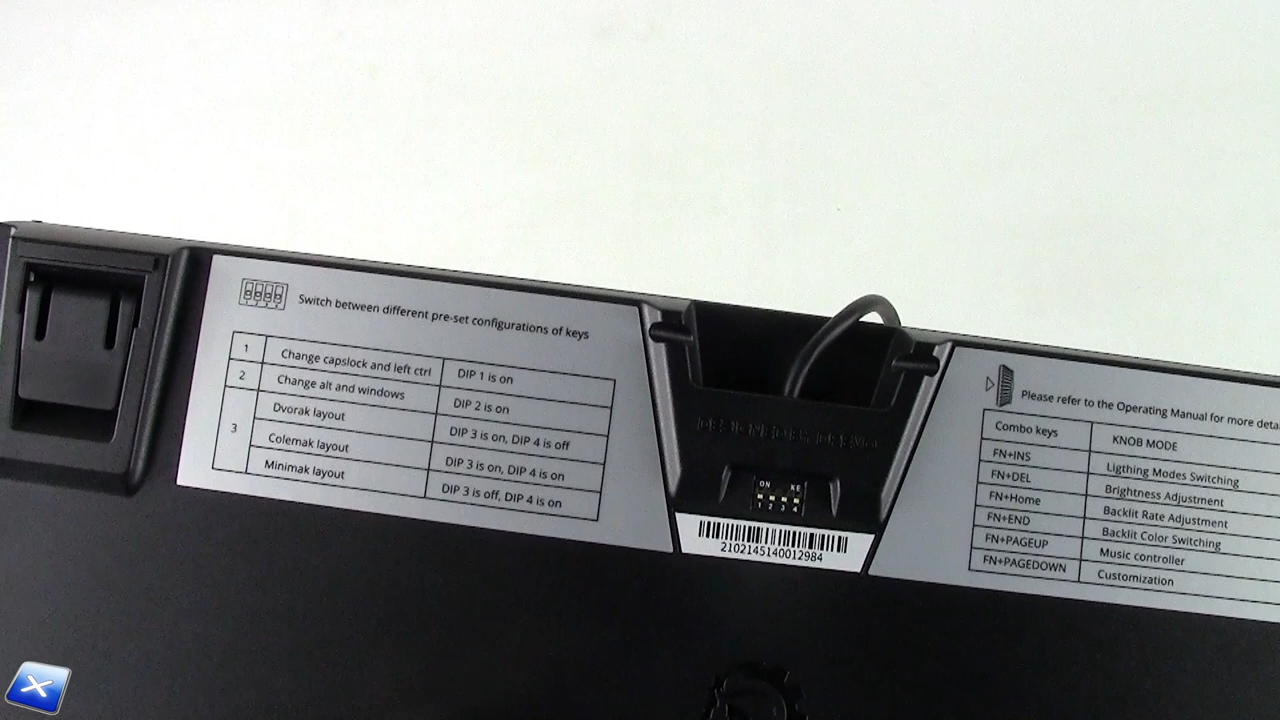 Switch between different pre-set configurations of keys
1 Change capslock and left ctrl DIP 1 is on
2 Change alt and windows DIP 2 is on
3 Dvorak layout DIP 3 is on, DIP 4 is off
Colemak layout DIP 3 is on, DIP 4 is on
Minimak layout DIP 3 is off, DIP 4 is on
DESIGNED BY DREVO
ON KE
1 2 3 4
2102145140012984
Please refer to the Operating Manual for more
Combo keys KNOB MODE
FN+INS Ligthing Modes Switching
FN+DEL Brightness Adjustment
FN+Home Backlit Rate Adjustment
FN+END Backlit Color Switching
FN+PAGEUP Music controller
FN+PAGEDOWN Customization